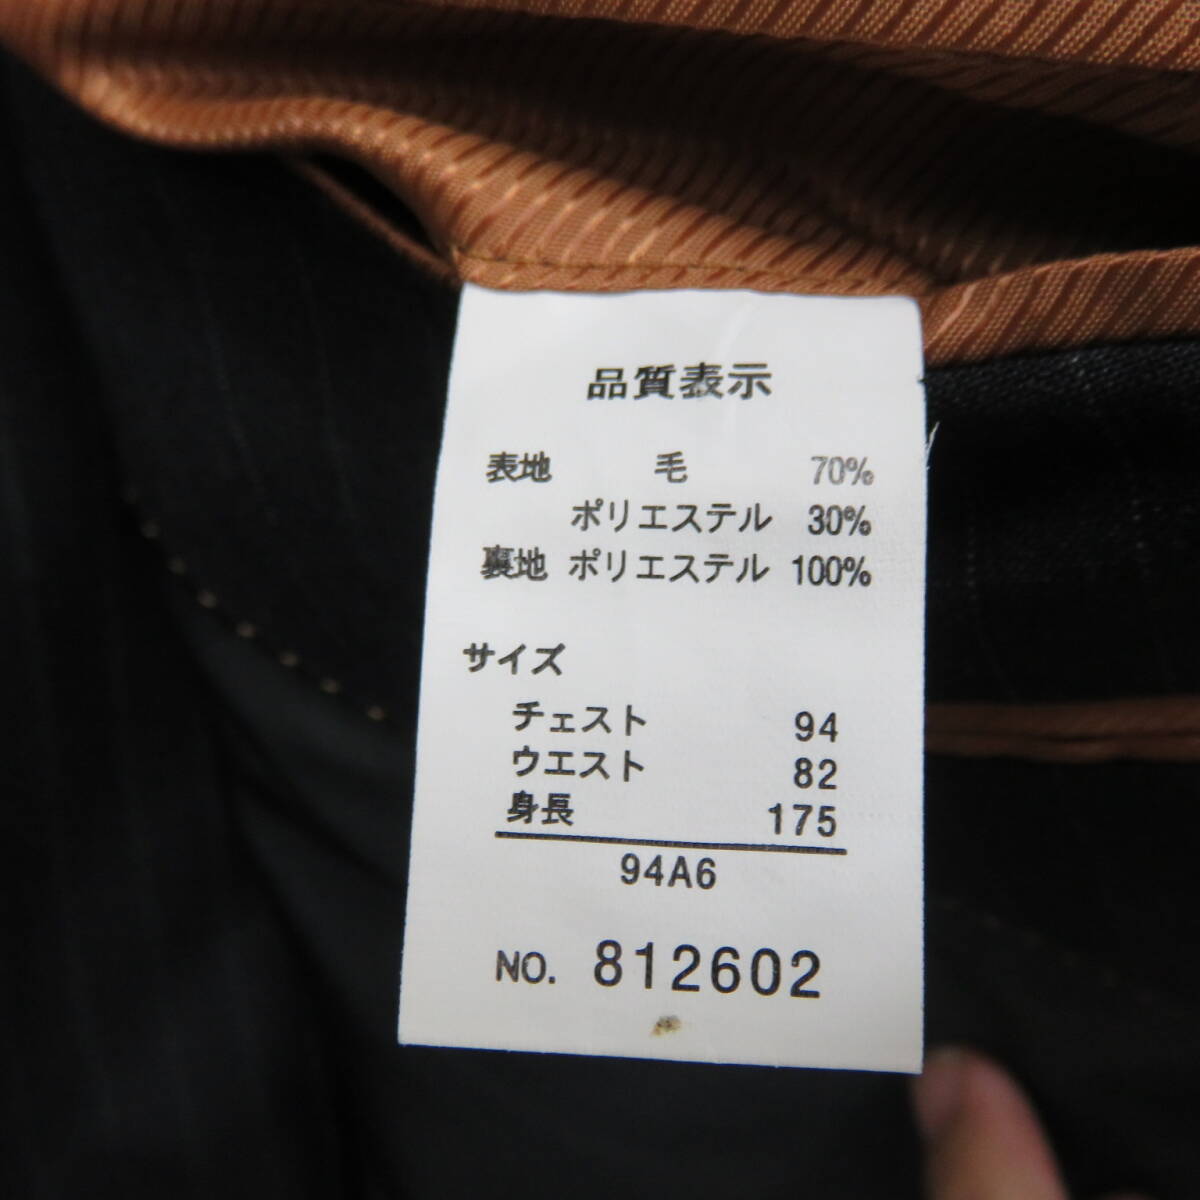 品質表示
表地 毛 70%
ポリエステル 30%
裏地 ポリエステル 100%
サイズ
チェスト 94
ウエスト 82
身長 175
94A6
NO. 812602